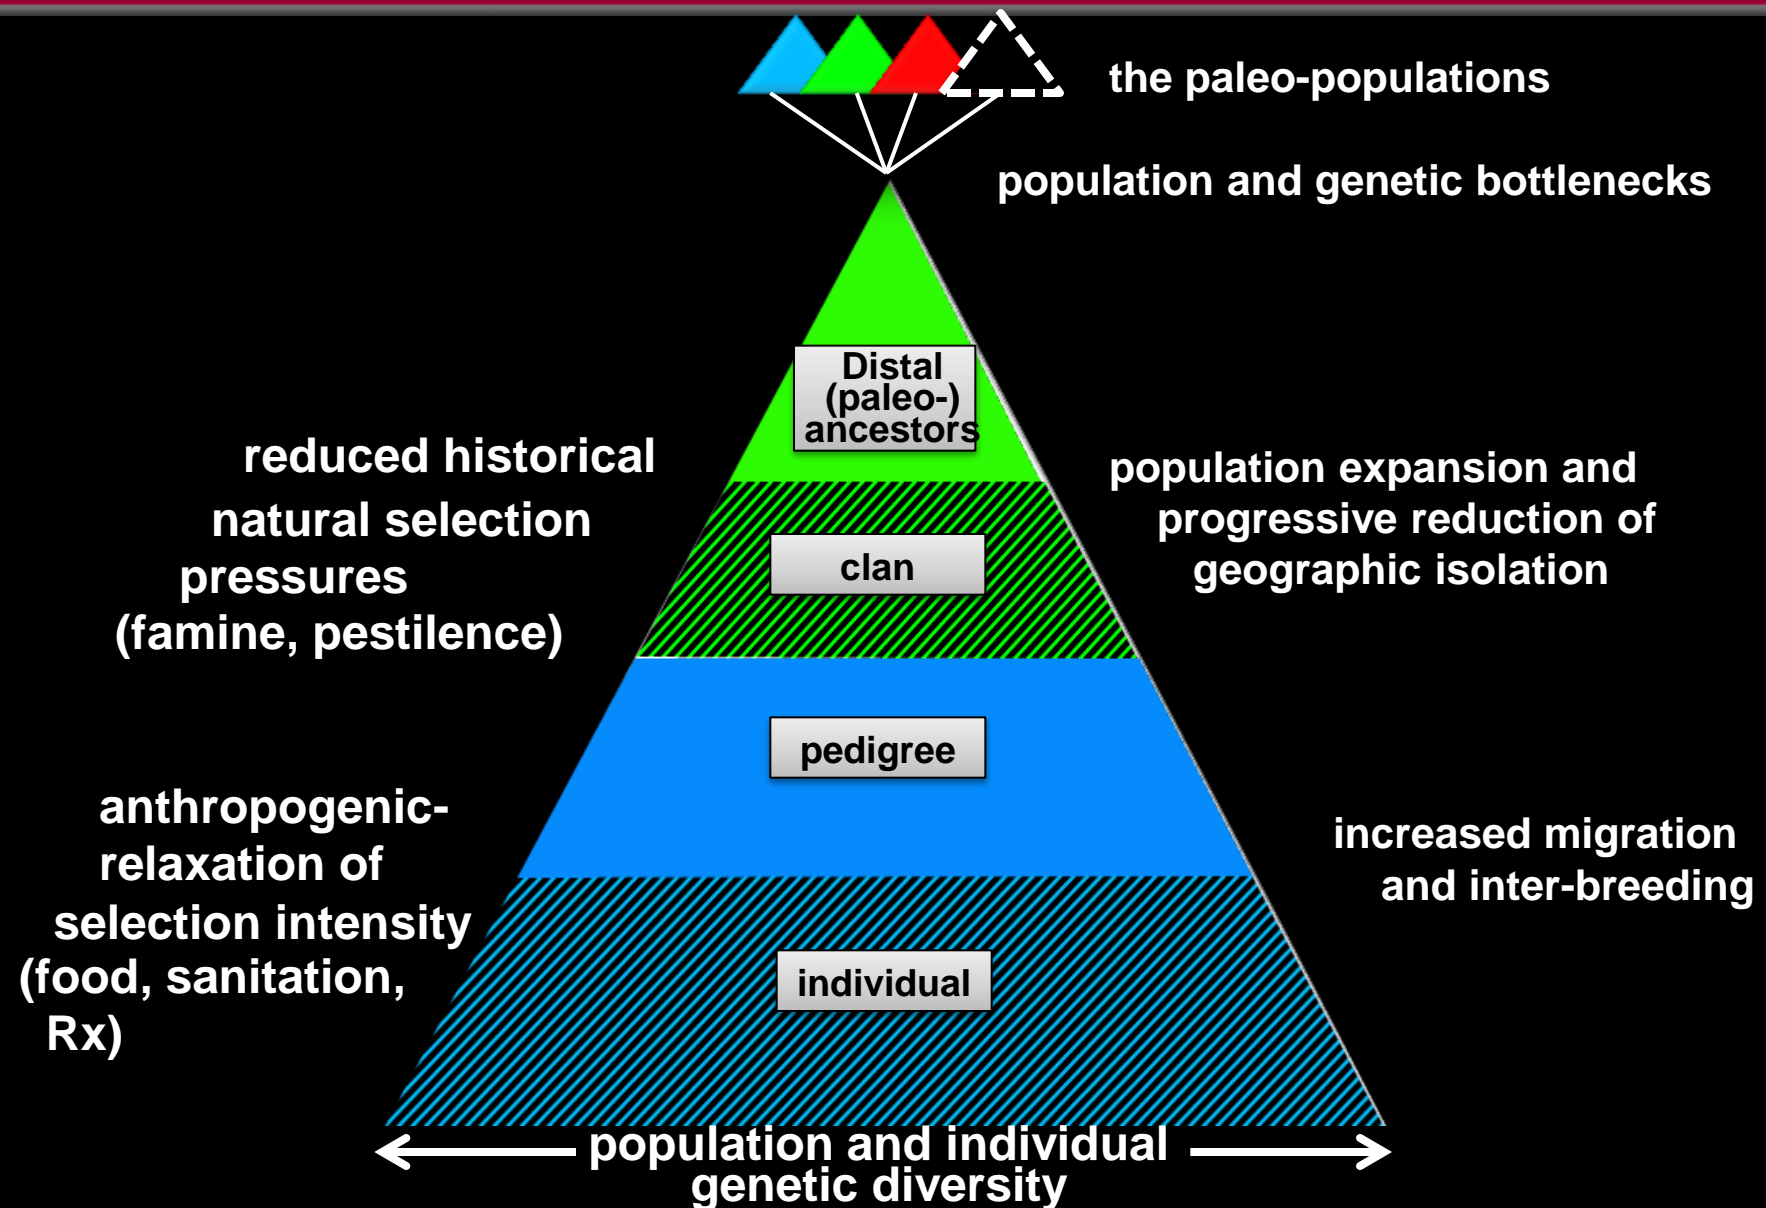 the paleo-populations
population and genetic bottlenecks
Distal
(paleo-)
ancestors
reduced historical
natural selection
pressures
(famine, pestilence)
population expansion and
progressive reduction of
geographic isolation
clan
pedigree
anthropogenic-
relaxation of
selection intensity
(food, sanitation,
Rx)
increased migration
and inter-breeding
individual
population and individual
genetic diversity